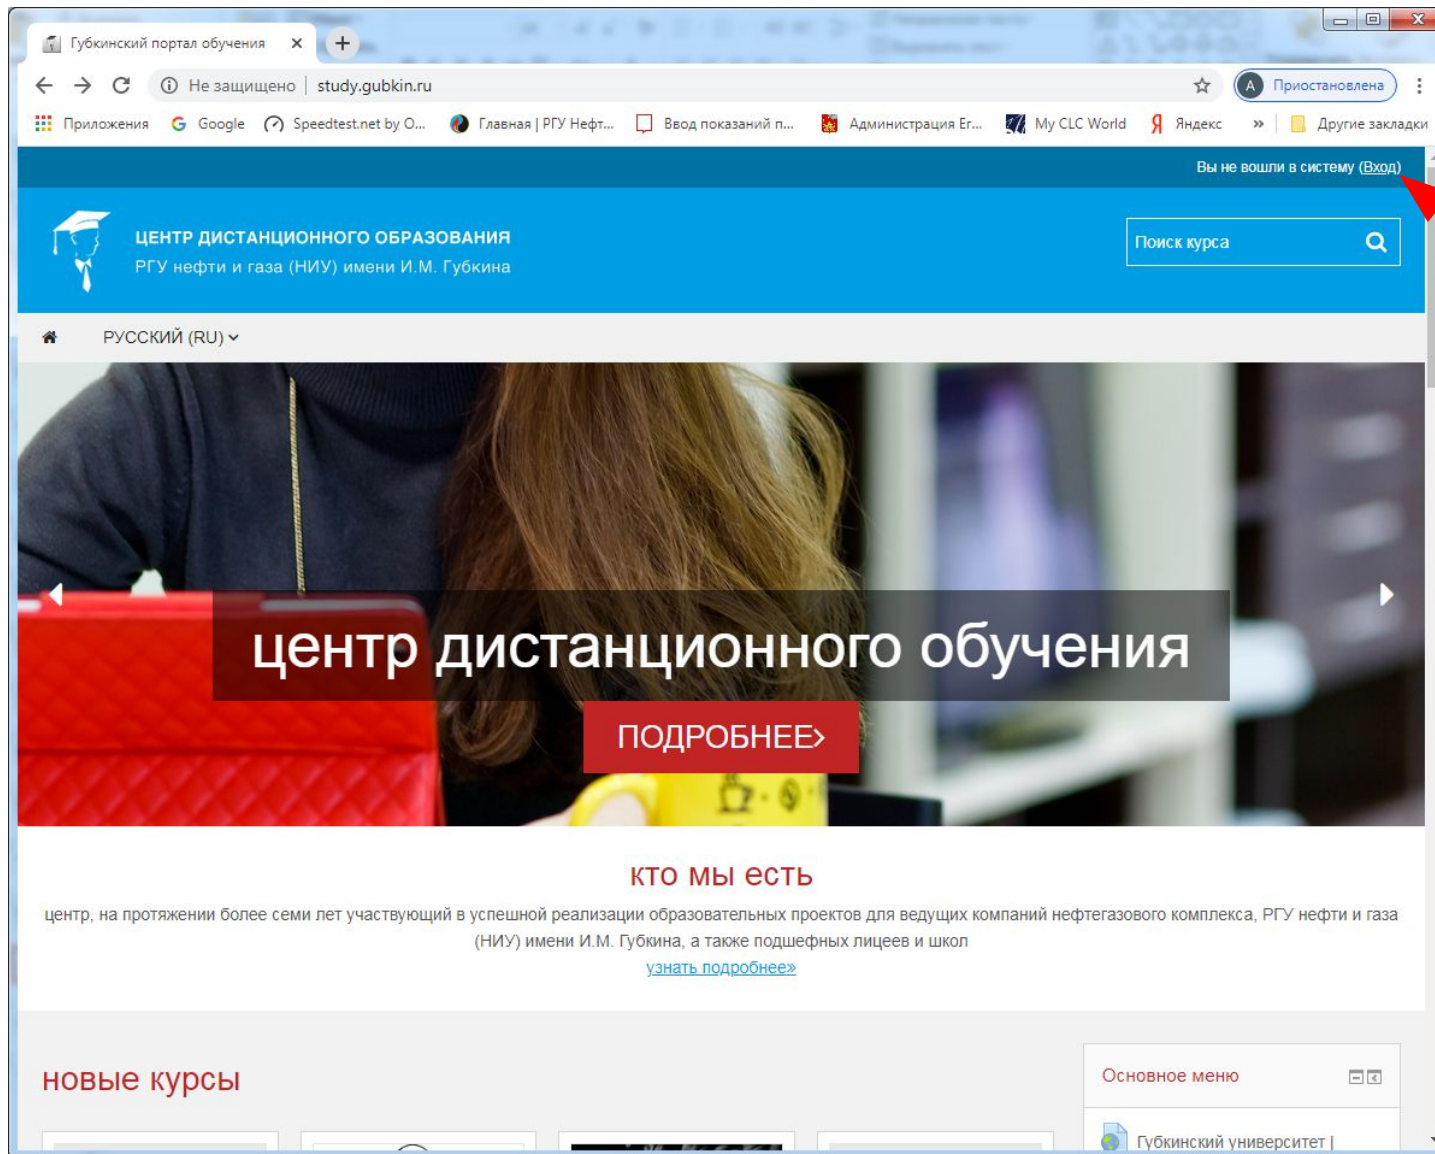 Губкинский портал обучения
Не защищено | study.gubkin.ru
А Приостановлена
Приложения Google Speedtest.net by O... Главная | РГУ Нефт... Ввод показаний п... Администрация Ег... My CLC World Яндекс » Другие закладки
Вы не вошли в систему (Вход)
ЦЕНТР ДИСТАНЦИОННОГО ОБРАЗОВАНИЯ
РГУ нефти и газа (НИУ) имени И.М. Губкина
Поиск курса
РУССКИЙ (RU)
центр дистанционного обучения
ПОДРОБНЕЕ>
кто мы есть
центр, на протяжении более семи лет участвующий в успешной реализации образовательных проектов для ведущих компаний нефтегазового комплекса, РГУ нефти и газа
(НИУ) имени И.М. Губкина, а также подшефных лицеев и школ
узнать подробнее»
новые курсы
Основное меню
Губкинский университет |